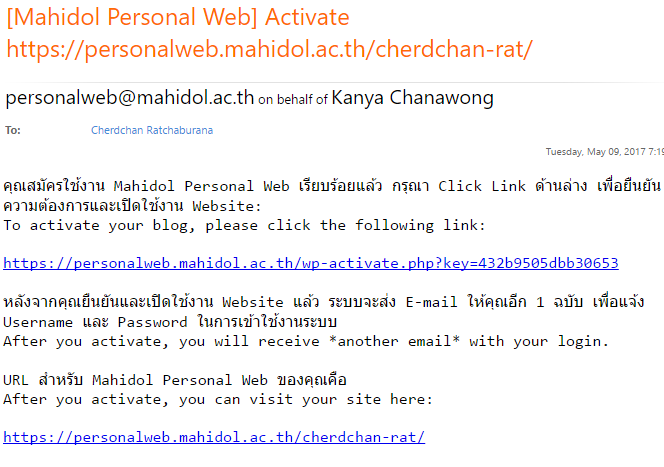 [Mahidol Personal Web] Activate
https://personalweb.mahidol.ac.th/cherdchan-rat/
personalweb@mahidol.ac.th on behalf of Kanya Chanawong
To: Cherdchan Ratchaburana
Tuesday, May 09, 2017 7:19
คุณสมัครใช้งาน Mahidol Personal Web เรียบร้อยแล้ว กรุณา Click Link ด้านล่าง เพื่อยืนยัน
ความต้องการและเปิดใช้งาน Website:
To activate your blog, please click the following link:
https://personalweb.mahidol.ac.th/wp-activate.php?key=432b9505dbb30653
หลังจากคุณยืนยันและเปิดใช้งาน Website แล้ว ระบบจะส่ง E-mail ให้คุณอีก 1 ฉบับ เพื่อแจ้ง
Username และ Password ในการเข้าใช้งานระบบ
After you activate, you will receive *another email* with your login.
URL สำหรับ Mahidol Personal Web ของคุณคือ
After you activate, you can visit your site here:
https://personalweb.mahidol.ac.th/cherdchan-rat/